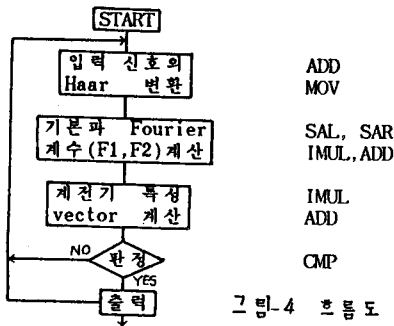 START
입력 신호의 ADD
Haar 변환 MOV
기본파 Fourier SAL, SAR
계수(F1,F2)계산 IMUL,ADD
계전기 특성 IMUL
vector 계산 ADD
NO 판정 CMP
YES
출력
그림-4 흐름도